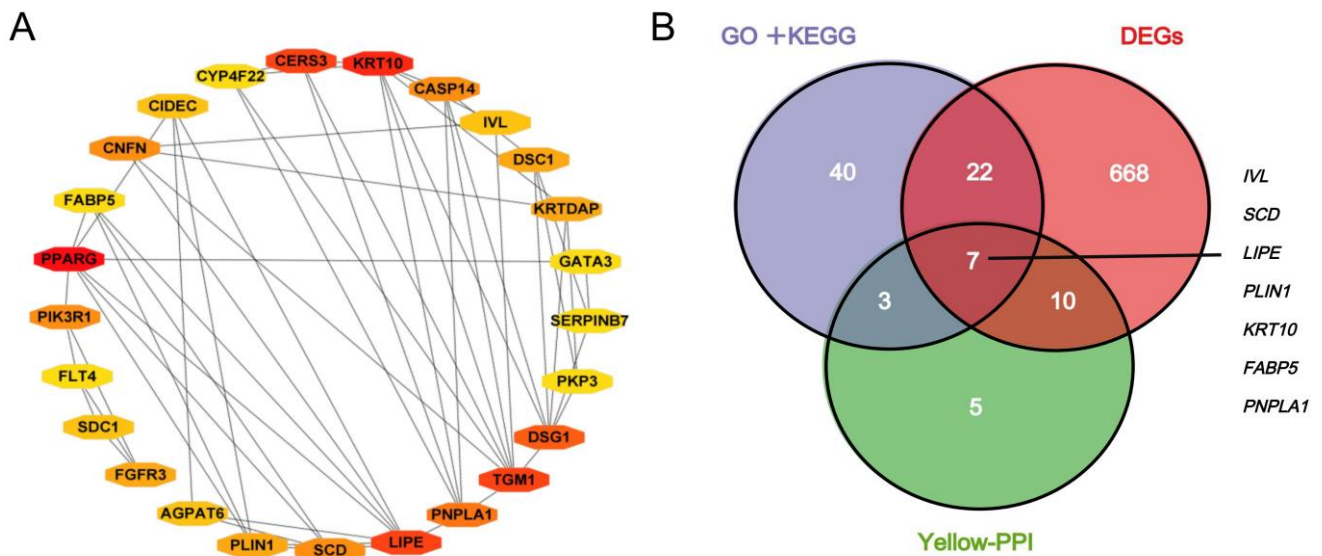 A
CERS3
KRT10
CYP4F22
CASP14
CIDEC
IVL
CNFN
DSC1
FABP5
KRTDAP
PPARG
GATA3
PIK3R1
SERPINB7
FLT4
PKP3
SDC1
DSG1
FGFR3
TGM1
AGPAT6
PNPLA1
PLIN1
SCD
LIPE
B
GO +KEGG
DEGs
40
22
668
7
3
10
5
Yellow-PPI
IVL
SCD
LIPE
PLIN1
KRT10
FABP5
PNPLA1